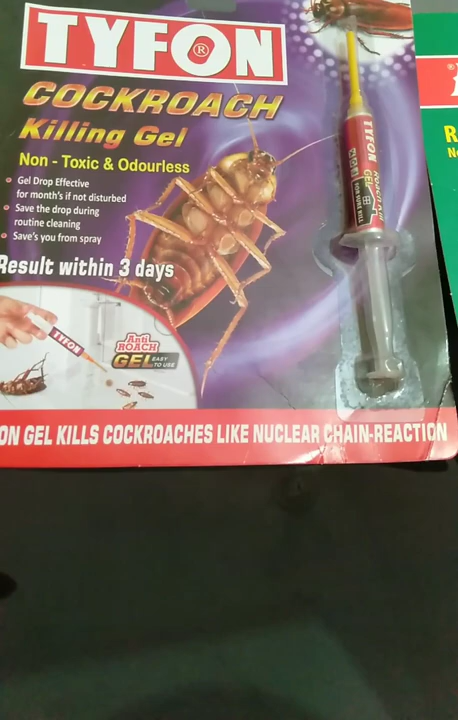 TYFON®
COCKROACH
Killing Gel
Non - Toxic & Odourless
Gel Drop Effective
for month's if not disturbed
Save the drop during
routine cleaning
Save's you from spray
Result within 3 days
TYFON
Anti
ROACH
GEL EASY TO USE
ON GEL KILLS COCKROACHES LIKE NUCLEAR CHAIN-REACTION
TYFON
GEL